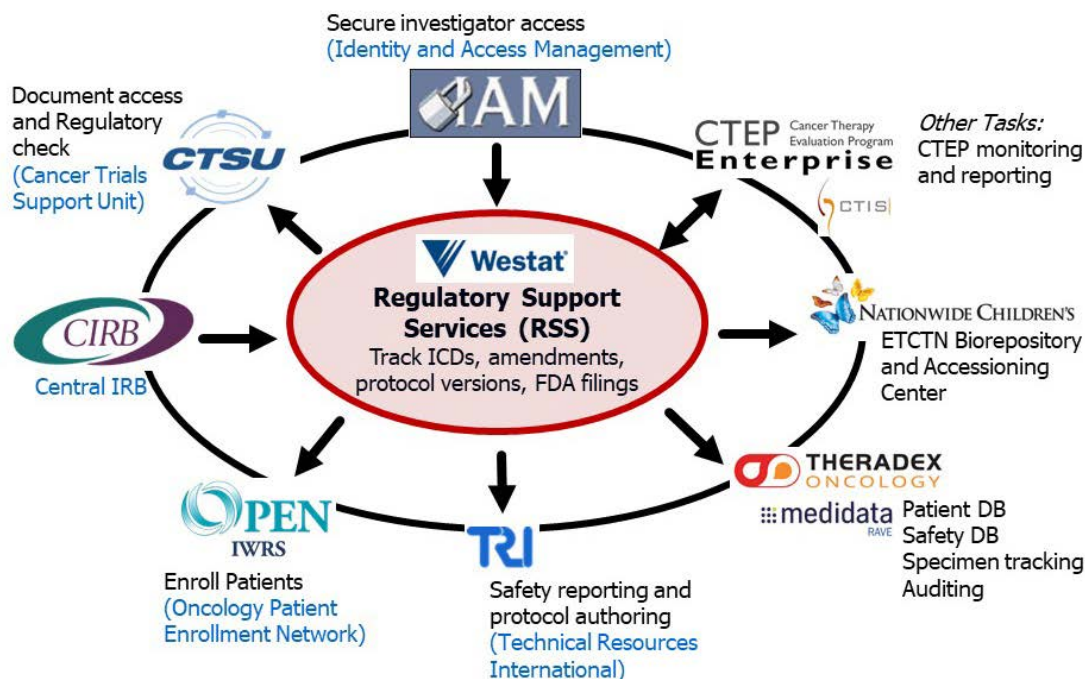 Secure investigator access
(Identity and Access Management)
IAM
Document access
and Regulatory
check
(Cancer Trials
Support Unit)
CTSU
CTEP Cancer Therapy
Evaluation Program
Enterprise
CTIS
Other Tasks:
CTEP monitoring
and reporting
Westat
Regulatory Support
Services (RSS)
Track ICDs, amendments,
protocol versions, FDA filings
CIRB
Central IRB
NATIONWIDE CHILDREN'S
ETCTN Biorepository
and Accessioning
Center
THERADEX
ONCOLOGY
medidata
RAVE
Patient DB
Safety DB
Specimen tracking
Auditing
OPEN
IWRS
Enroll Patients
(Oncology Patient
Enrollment Network)
TRI
Safety reporting and
protocol authoring
(Technical Resources
International)